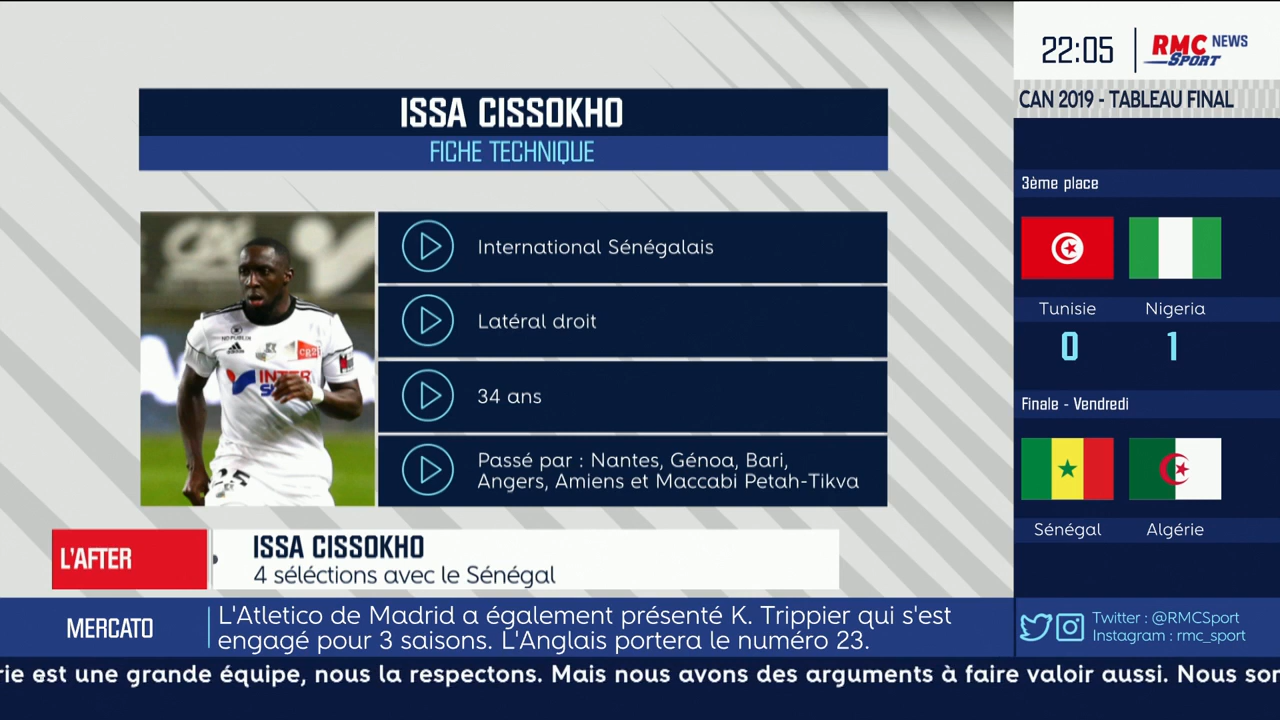 22:05
RMC SPORT NEWS
CAN 2019 - TABLEAU FINAL
ISSA CISSOKHO
FICHE TECHNIQUE
International Sénégalais
Latéral droit
34 ans
Passé par : Nantes, Génoa, Bari,
Angers, Amiens et Maccabi Petah-Tikva
INTER
3ème place
Tunisie Nigeria
0 1
Finale - Vendredi
Sénégal Algérie
L'AFTER
ISSA CISSOKHO
4 séléctions avec le Sénégal
MERCATO
L'Atletico de Madrid a également présenté K. Trippier qui s'est
engagé pour 3 saisons. L'Anglais portera le numéro 23.
Twitter : @RMCSport
Instagram : rmc_sport
rie est une grande équipe, nous la respectons. Mais nous avons des arguments à faire valoir aussi. Nous son